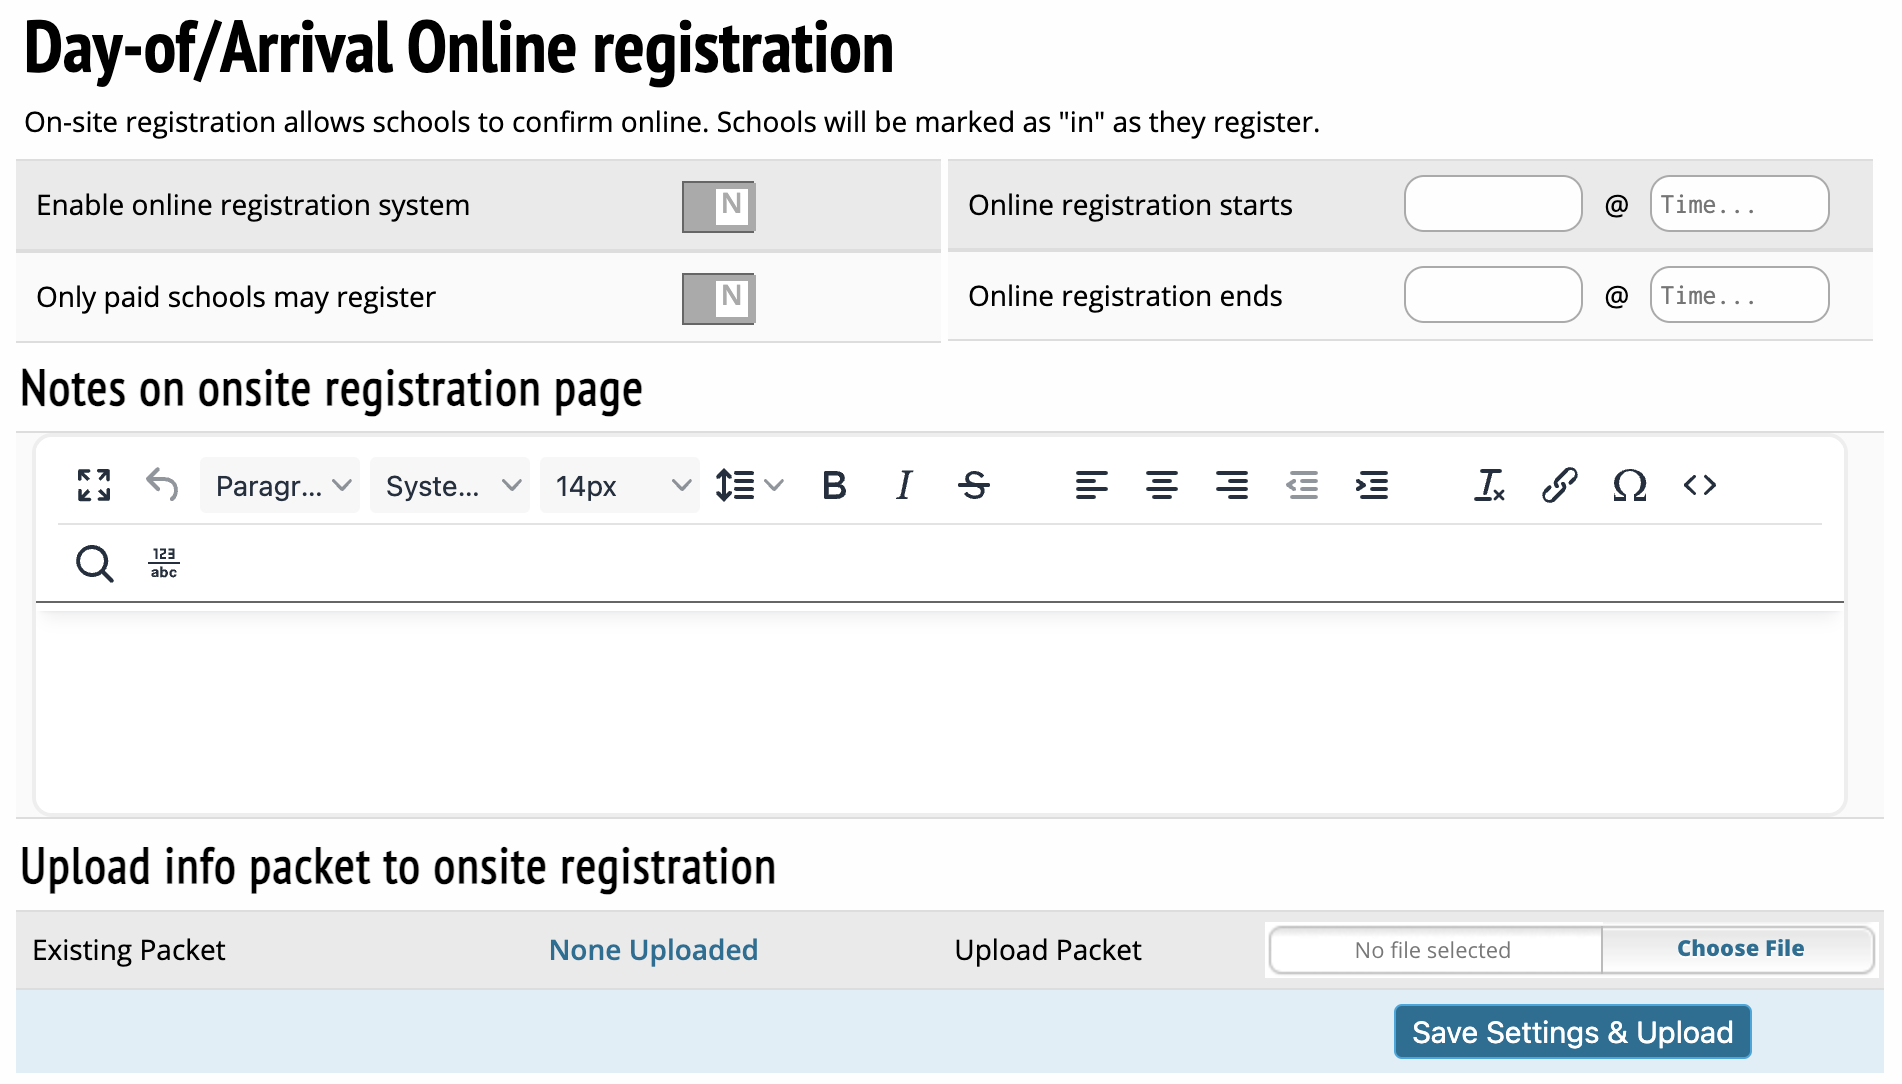 Day-of/Arrival Online registration
On-site registration allows schools to confirm online. Schools will be marked as "in" as they register.
Enable online registration system N
Online registration starts @ Time...
Only paid schools may register N
Online registration ends @ Time...
Notes on onsite registration page
Paragr... Syste... 14px B I S Ω <>
123
abc
Upload info packet to onsite registration
Existing Packet None Uploaded Upload Packet No file selected Choose File
Save Settings & Upload